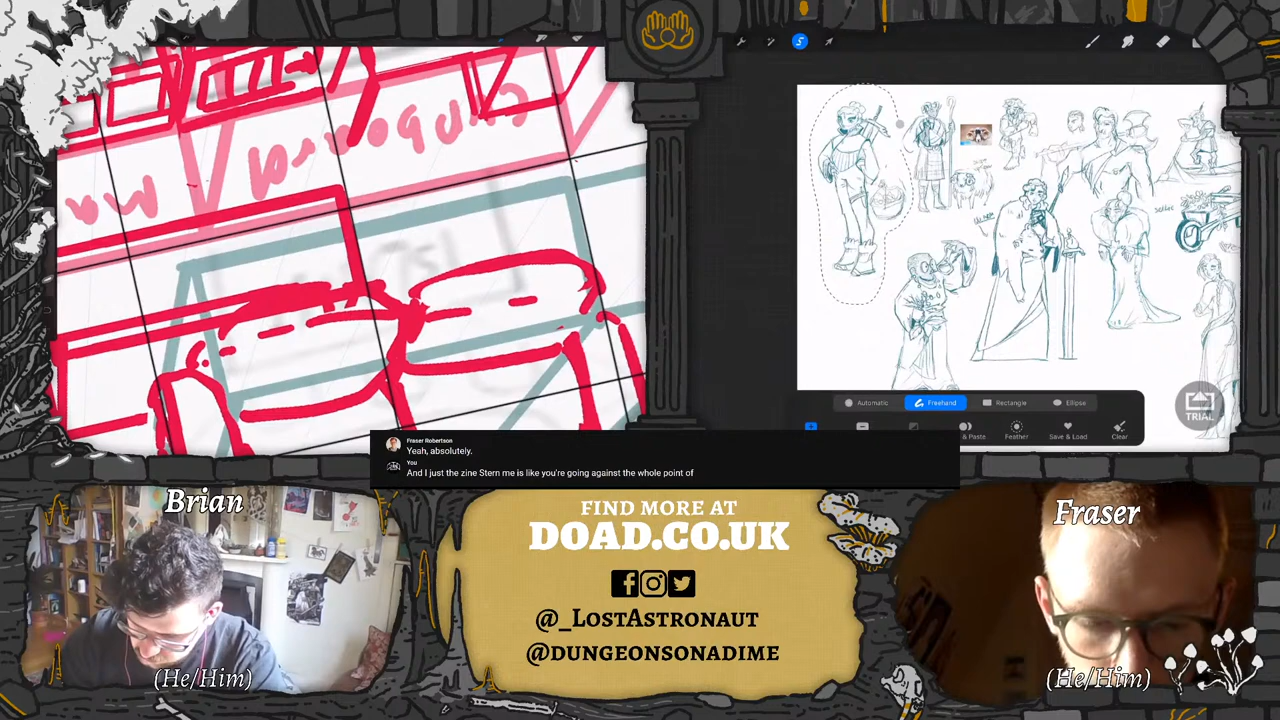 Automatic
Freehand
Rectangle
Ellipse
& Paste
Feather
Save & Load
Clear
TRIAL
Fraser Robertson
Yeah, absolutely.
You
And I just the zine Stern me is like you're going against the whole point of
Brian
(He/Him)
FIND MORE AT
DOAD.CO.UK
@_LostAstronaut
@dungeonsonadime
Fraser
(He/Him)